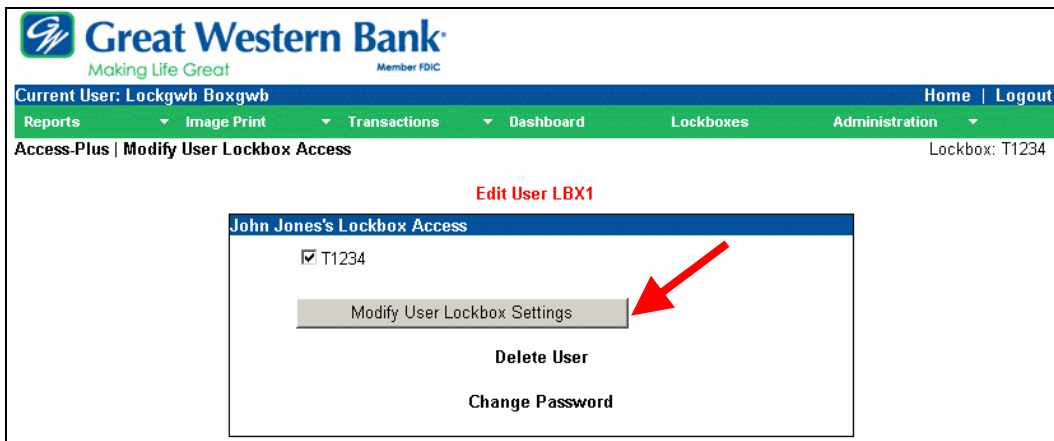 Great Western Bank
Making Life Great Member FDIC
Current User: Lockgwb Boxgwb Home | Logout
Reports Image Print Transactions Dashboard Lockboxes Administration
Access-Plus | Modify User Lockbox Access Lockbox: T1234
Edit User LBX1
John Jones's Lockbox Access
T1234
Modify User Lockbox Settings
Delete User
Change Password